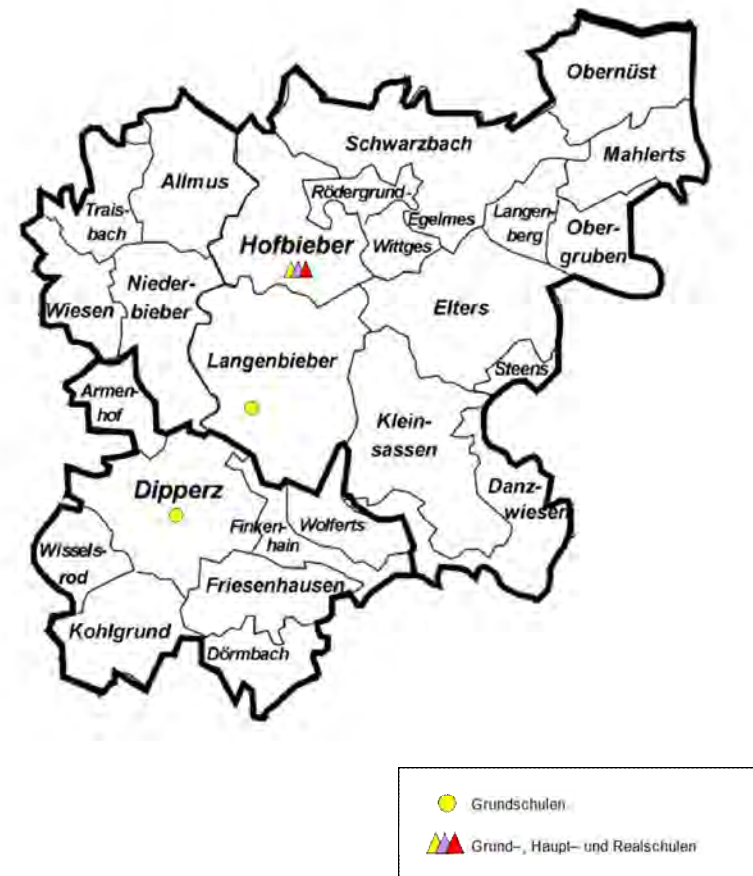 Obernüst
Schwarzbach
Mahlerts
Allmus
Rödergrund-
Egelmes
Langen-
berg
Ober-
gruben
Trais-
bach
Hofbieber
Wittges
Nieder-
bieber
Wiesen
Elters
Langenbieber
Steens
Armen-
hof
Klein-
sassen
Dipperz
Danz-
wiesen
Finken-
hain
Wolferts
Wissels-
rod
Friesenhausen
Kohlgrund
Dörmbach
Grundschulen
Grund-, Haupt- und Realschulen